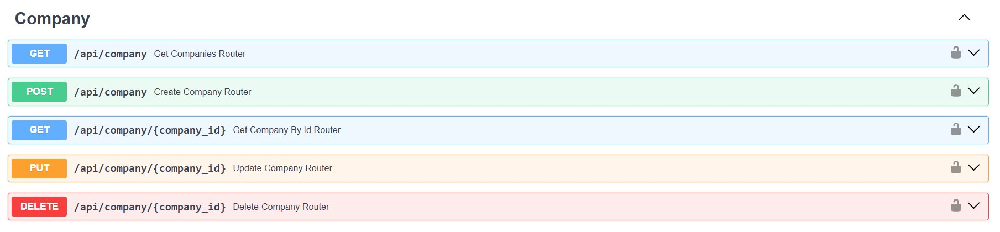 Company
GET /api/company Get Companies Router
POST /api/company Create Company Router
GET /api/company/{company_id} Get Company By Id Router
PUT /api/company/{company_id} Update Company Router
DELETE /api/company/{company_id} Delete Company Router